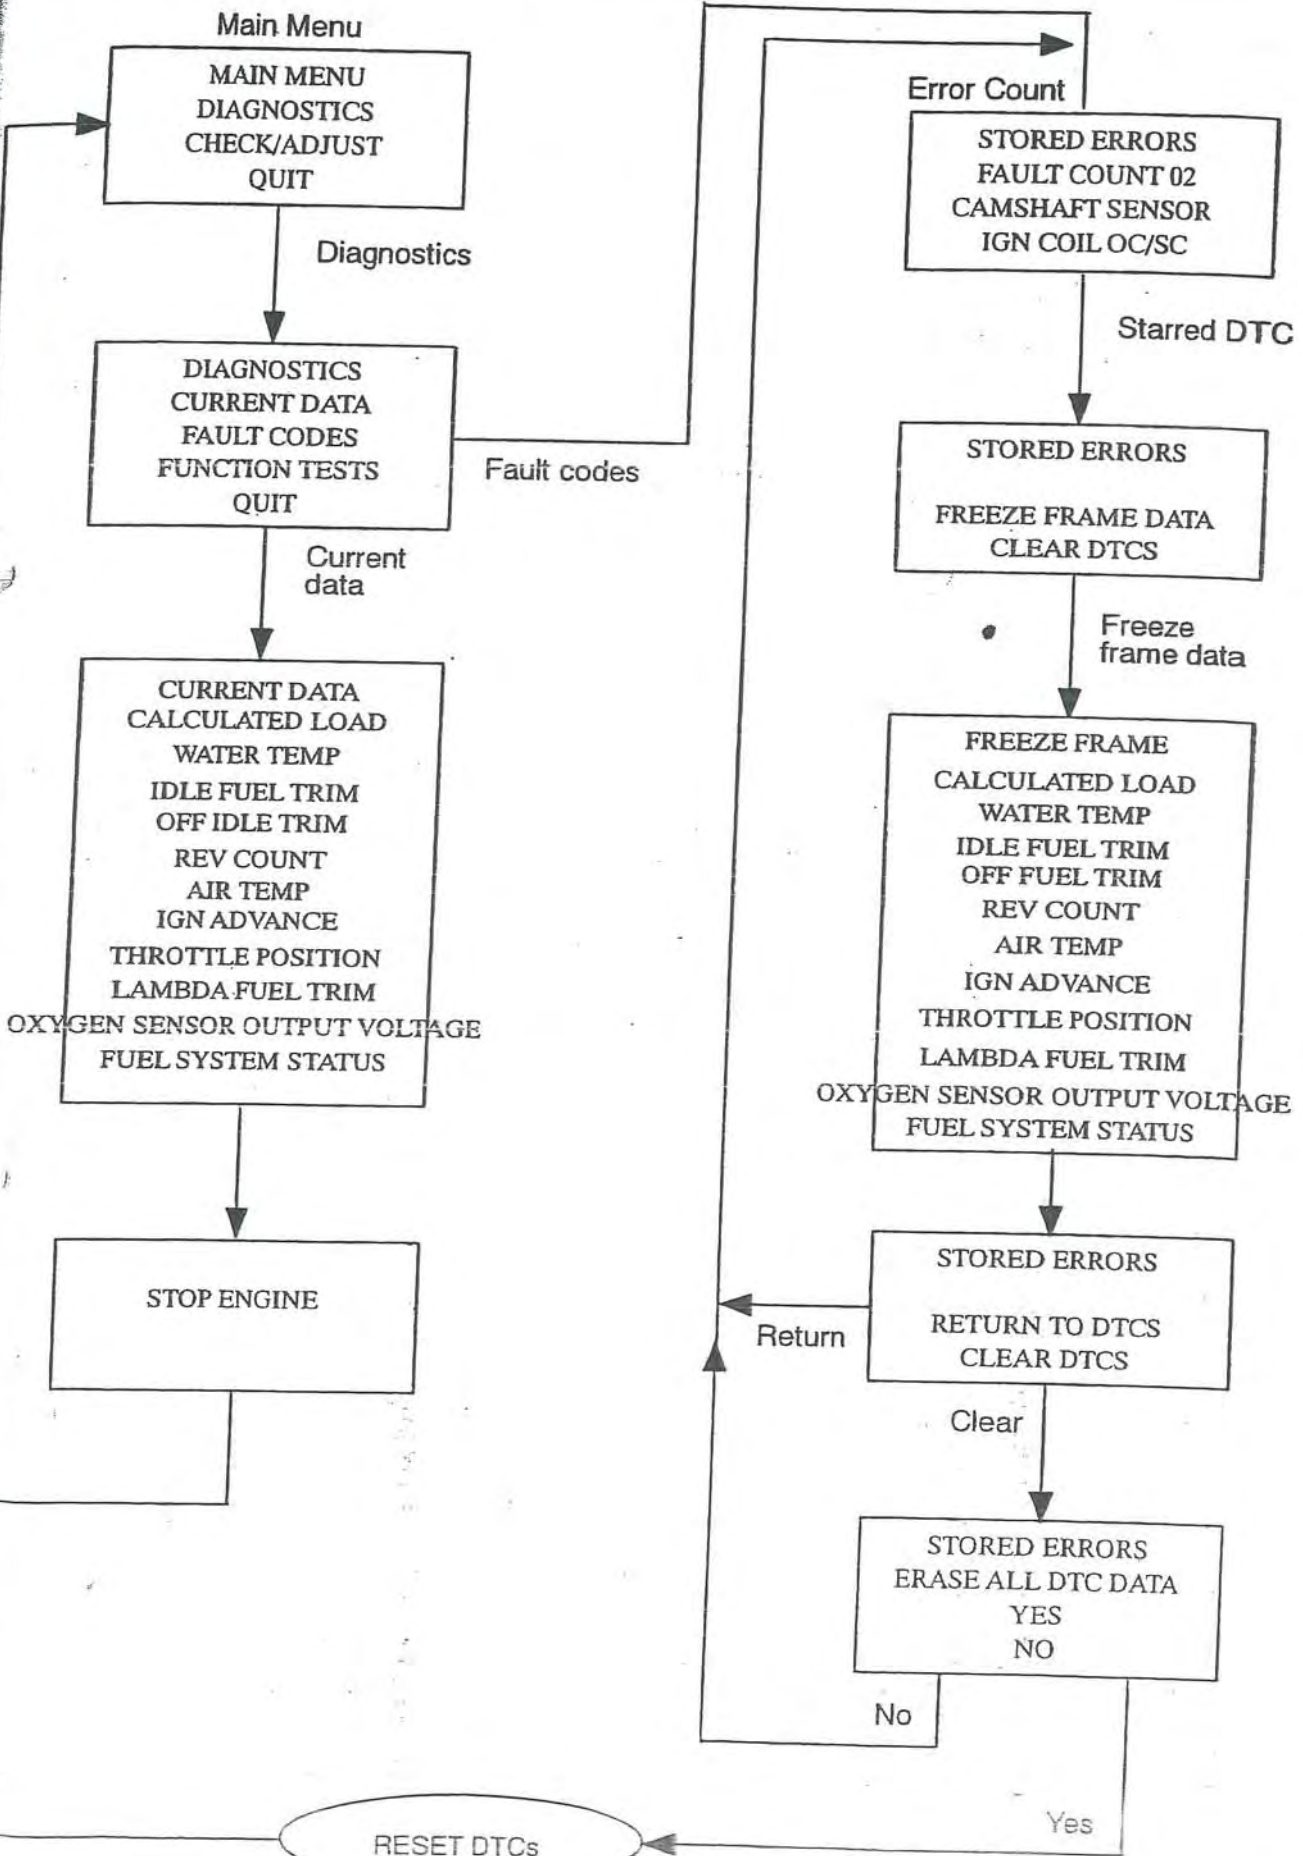 Main Menu
MAIN MENU
DIAGNOSTICS
CHECK/ADJUST
QUIT
Diagnostics
DIAGNOSTICS
CURRENT DATA
FAULT CODES
FUNCTION TESTS
QUIT
Fault codes
Current
data
CURRENT DATA
CALCULATED LOAD
WATER TEMP
IDLE FUEL TRIM
OFF IDLE TRIM
REV COUNT
AIR TEMP
IGN ADVANCE
THROTTLE POSITION
LAMBDA FUEL TRIM
OXYGEN SENSOR OUTPUT VOLTAGE
FUEL SYSTEM STATUS
STOP ENGINE
Error Count
STORED ERRORS
FAULT COUNT 02
CAMSHAFT SENSOR
IGN COIL OC/SC
Starred DTC
STORED ERRORS
FREEZE FRAME DATA
CLEAR DTCS
Freeze
frame data
FREEZE FRAME
CALCULATED LOAD
WATER TEMP
IDLE FUEL TRIM
OFF FUEL TRIM
REV COUNT
AIR TEMP
IGN ADVANCE
THROTTLE POSITION
LAMBDA FUEL TRIM
OXYGEN SENSOR OUTPUT VOLTAGE
FUEL SYSTEM STATUS
STORED ERRORS
RETURN TO DTCS
CLEAR DTCS
Return
Clear
STORED ERRORS
ERASE ALL DTC DATA
YES
NO
No
Yes
RESET DTCs